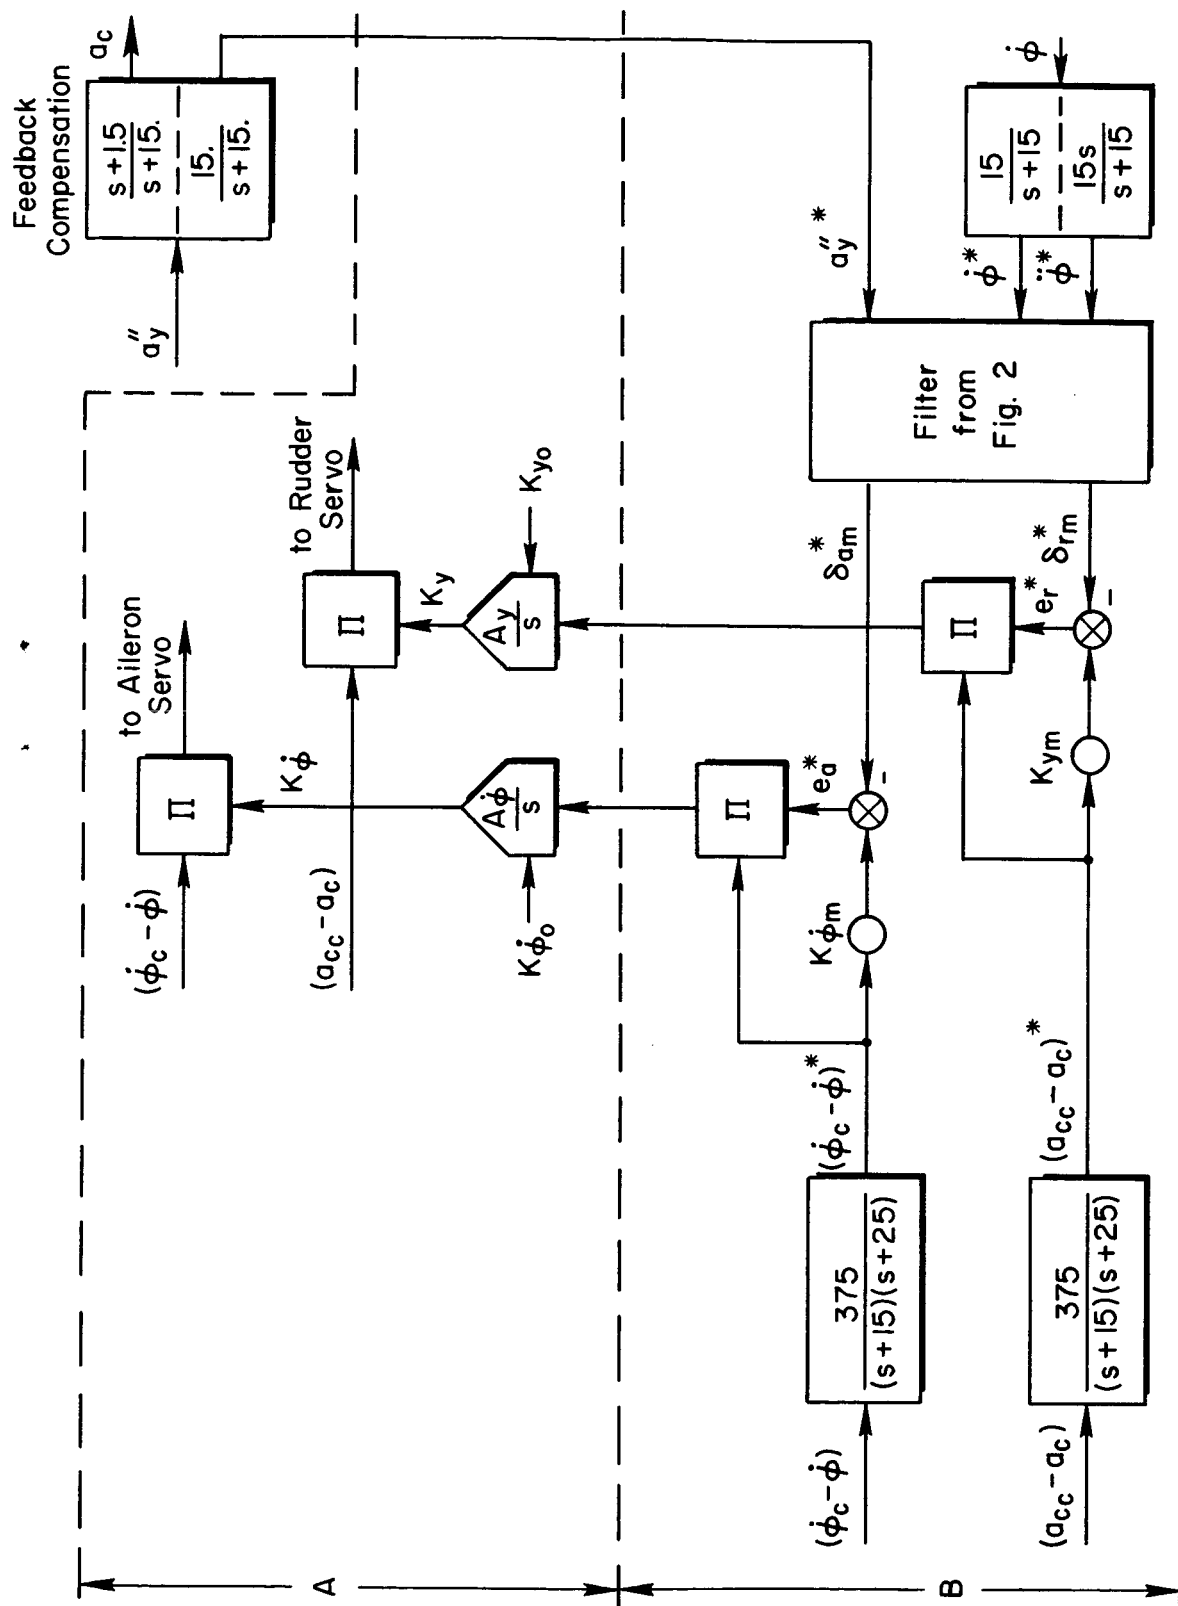 Feedback
Compensation
s+1.5
s+15.
15.
s+15.
a_c
a_y''
to Aileron
Servo
Π
(φ̇_c-φ̇)
K_φ̇
to Rudder
Servo
Π
(a_cc-a_c)
K_y
A_φ̇
s
K_φ̇_o
A_y
s
K_yo
A
B
(φ̇_c-φ̇)
375
(s+15)(s+25)
(φ̇_c-φ̇)*
K_φ̇m
Π
e_a*
-
δ_am*
a_y''*
(a_cc-a_c)
375
(s+15)(s+25)
(a_cc-a_c)*
K_ym
Π
e_r*
-
δ_rm*
Filter
from
Fig. 2
φ̇*
φ̈*
15
s+15
15s
s+15
φ̇